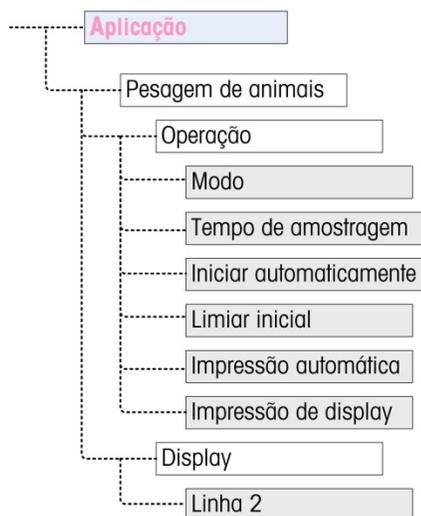 Aplicação
Pesagem de animais
Operação
Modo
Tempo de amostragem
Iniciar automaticamente
Limiar inicial
Impressão automática
Impressão de display
Display
Linha 2